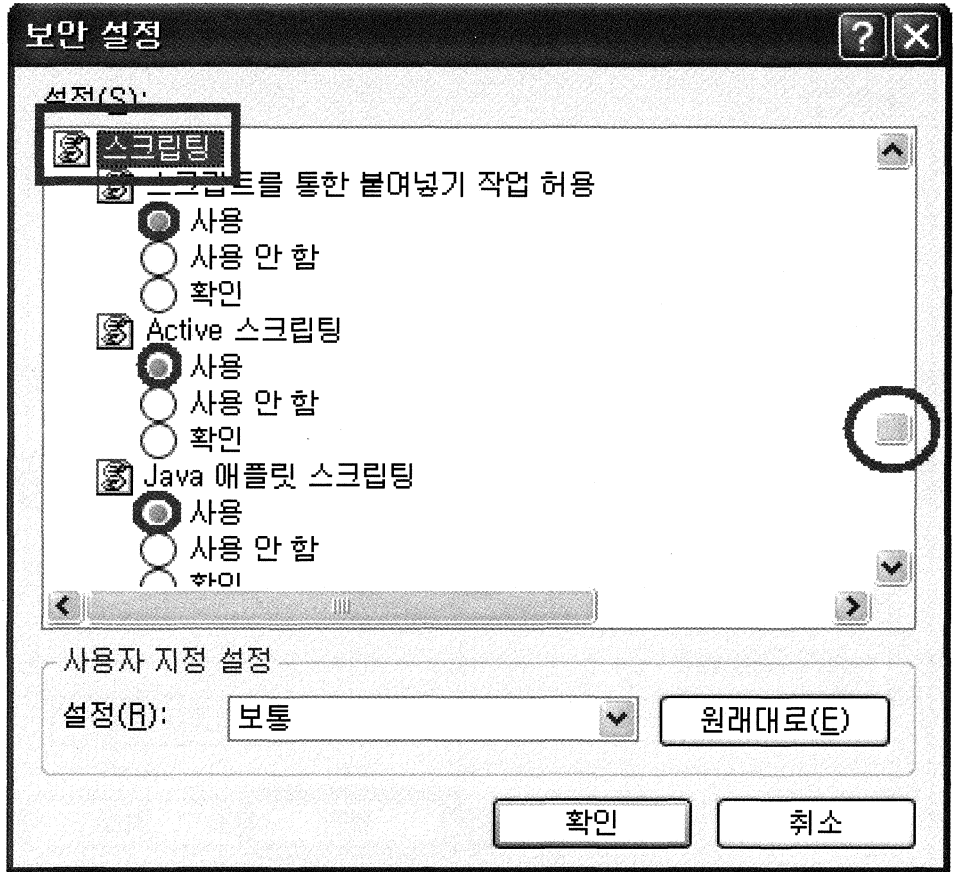 보안 설정
설정(S):
스크립팅
스크립트를 통한 붙여넣기 작업 허용
사용
사용 안 함
확인
Active 스크립팅
사용
사용 안 함
확인
Java 애플릿 스크립팅
사용
사용 안 함
확인
사용자 지정 설정
설정(R): 보통 원래대로(E)
확인 취소